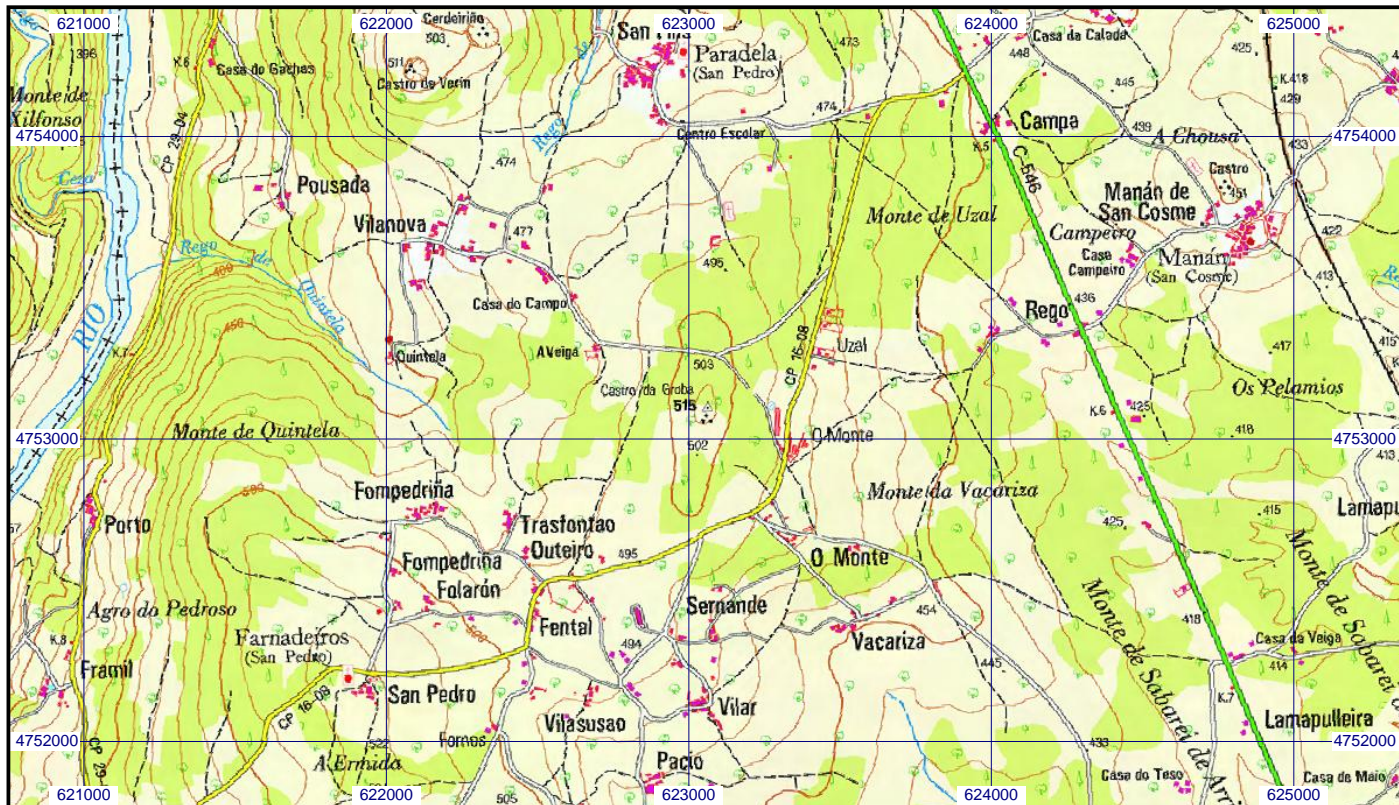 621000
622000
623000
624000
625000
Cerdeiriño
503
396
511
Castro de Verín
K.6
Casa do Gachas
Paradela
(San Pedro)
473
Casa da Calada
448
425
445
K.418
429
Monte de
Xilfonso
CP 29-04
Rego
474
Centro Escolar
4754000
4754000
474
Campa
K.5
C-546
439
A Chousa
433
Castro
451
Pousada
Vilanova
477
Manán de
San Cosme
Campeiro
Casa
Campeiro
Manán
(San Cosme)
422
413
Monte de Uzal
495
Rego
de
Quintela
400
450
RIO
K.7
Casa do Campo
Quintela
A Veiga
503
Castro da Groba
515
502
CP 16-08
Uzal
Rego
436
417
415
Os Pelamios
K.6
425
418
413
4753000
4753000
Monte de Quintela
O Monte
500
Monte da Vacariza
Fompedriña
Trasfontao
Outeiro
495
Porto
Fompedriña
Folarón
O Monte
425
415
Agro do Pedroso
Farnadeiros
(San Pedro)
500
Fental
494
Sernande
454
Vacariza
445
Monte de Sabarei de
Monte de Sabarei
418
Casa da Veiga
414
K.8
Framil
San Pedro
CP 16-09
Vilasusao
Vilar
K.7
Lamapulleira
4752000
4752000
Fornos
A Ermida
522
505
Pacio
433
Casa do Teso
Casa de Maio
CP 29-
621000
622000
623000
624000
625000